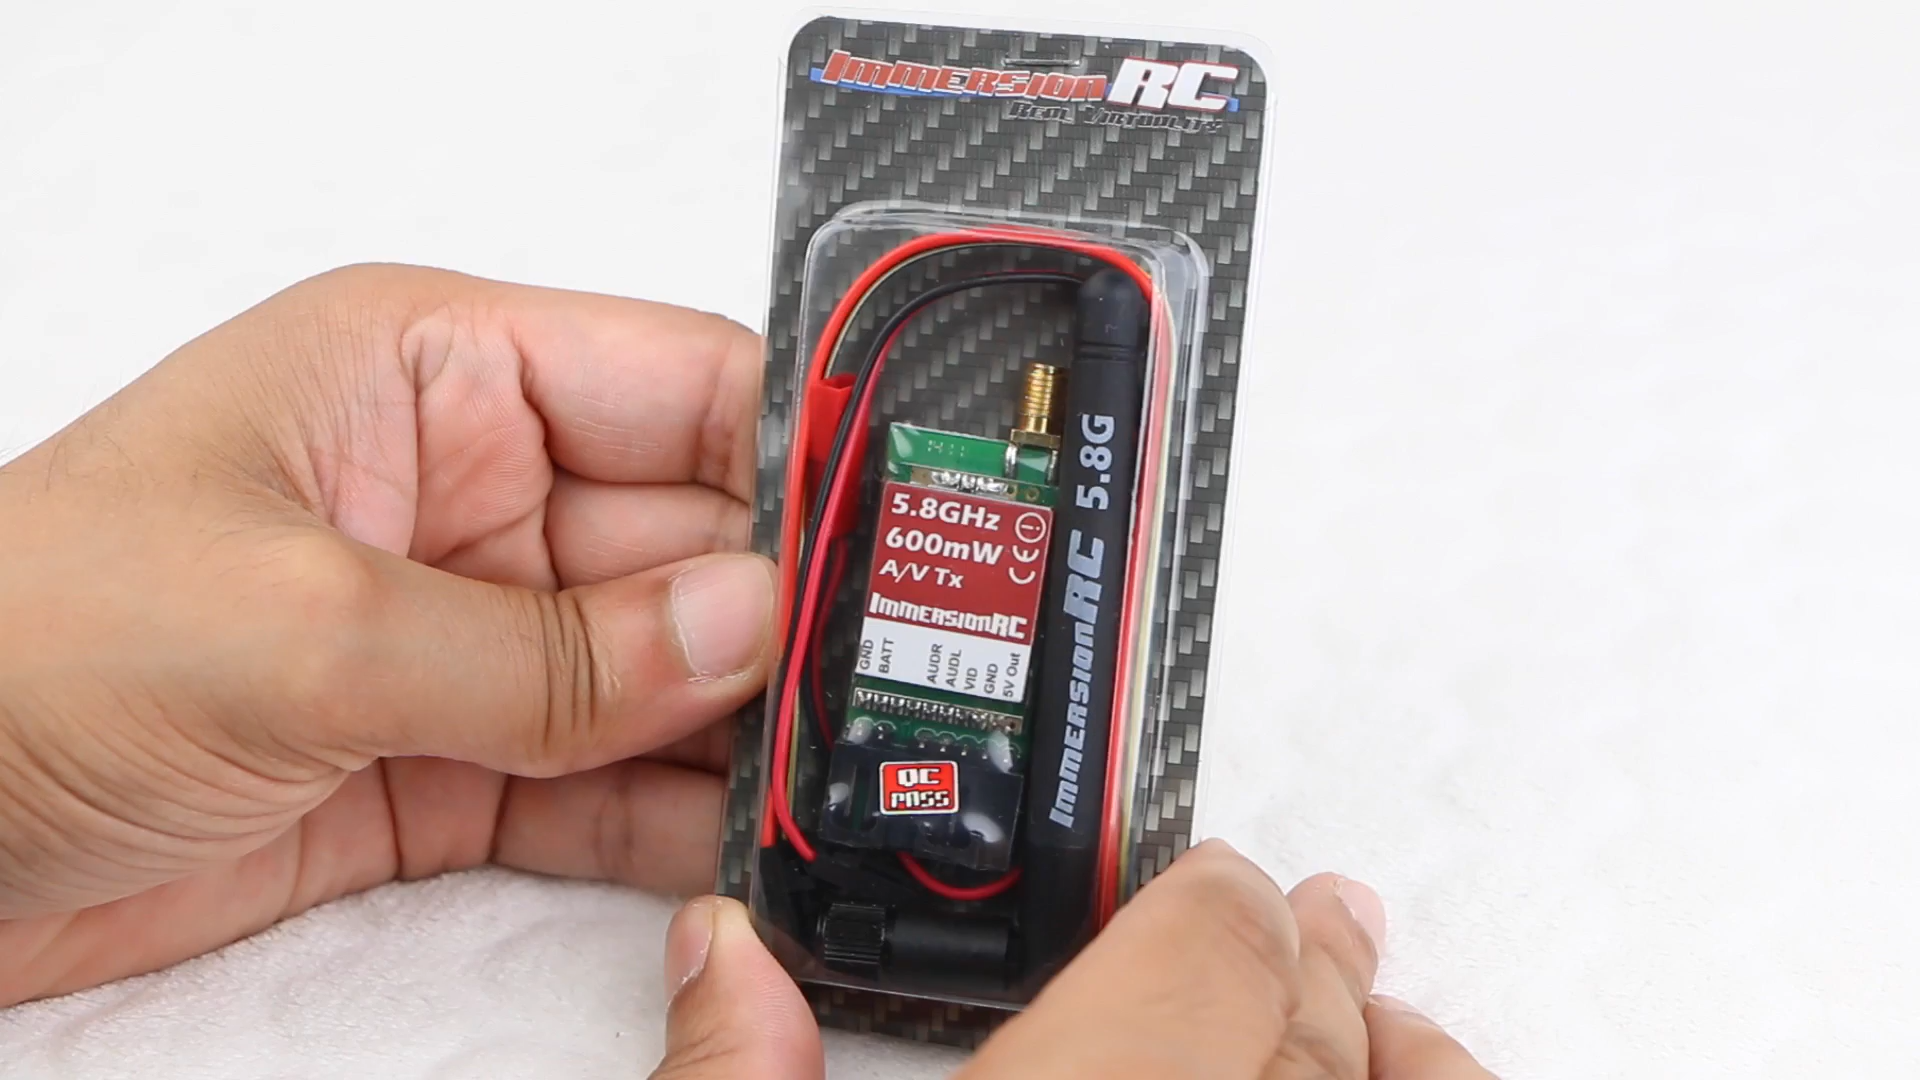 ImmersionRC
Real Virtuality
5.8GHz
600mW
CE
A/V Tx
ImmersionRC
GND
BATT
AUDR
AUDL
VID
GND
5V Out
QC
PASS
ImmersionRC 5.8G